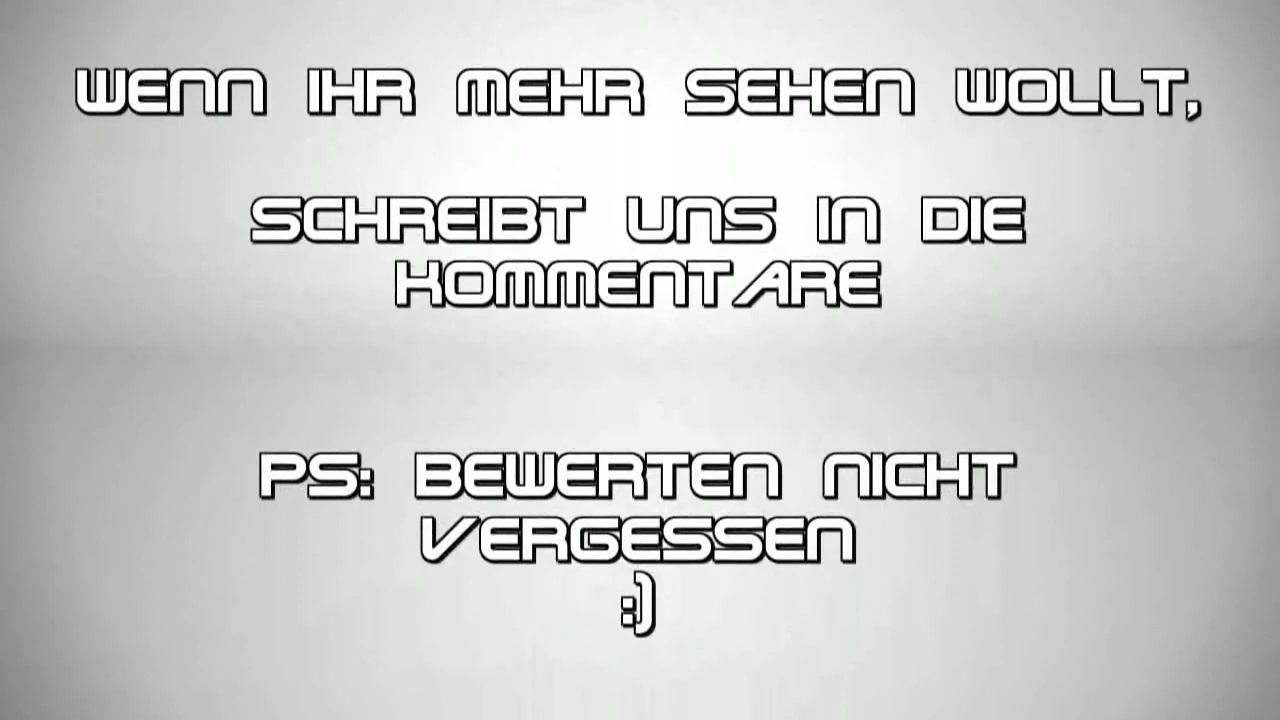 WENN IHR MEHR SEHEN WOLLT,
SCHREIBT UNS IN DIE
KOMMENTARE
PS: BEWERTEN NICHT
VERGESSEN
:)